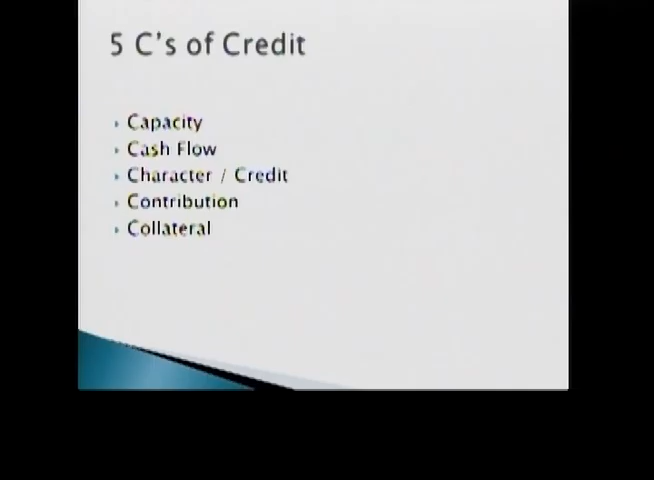 5 C's of Credit
Capacity
Cash Flow
Character / Credit
Contribution
Collateral